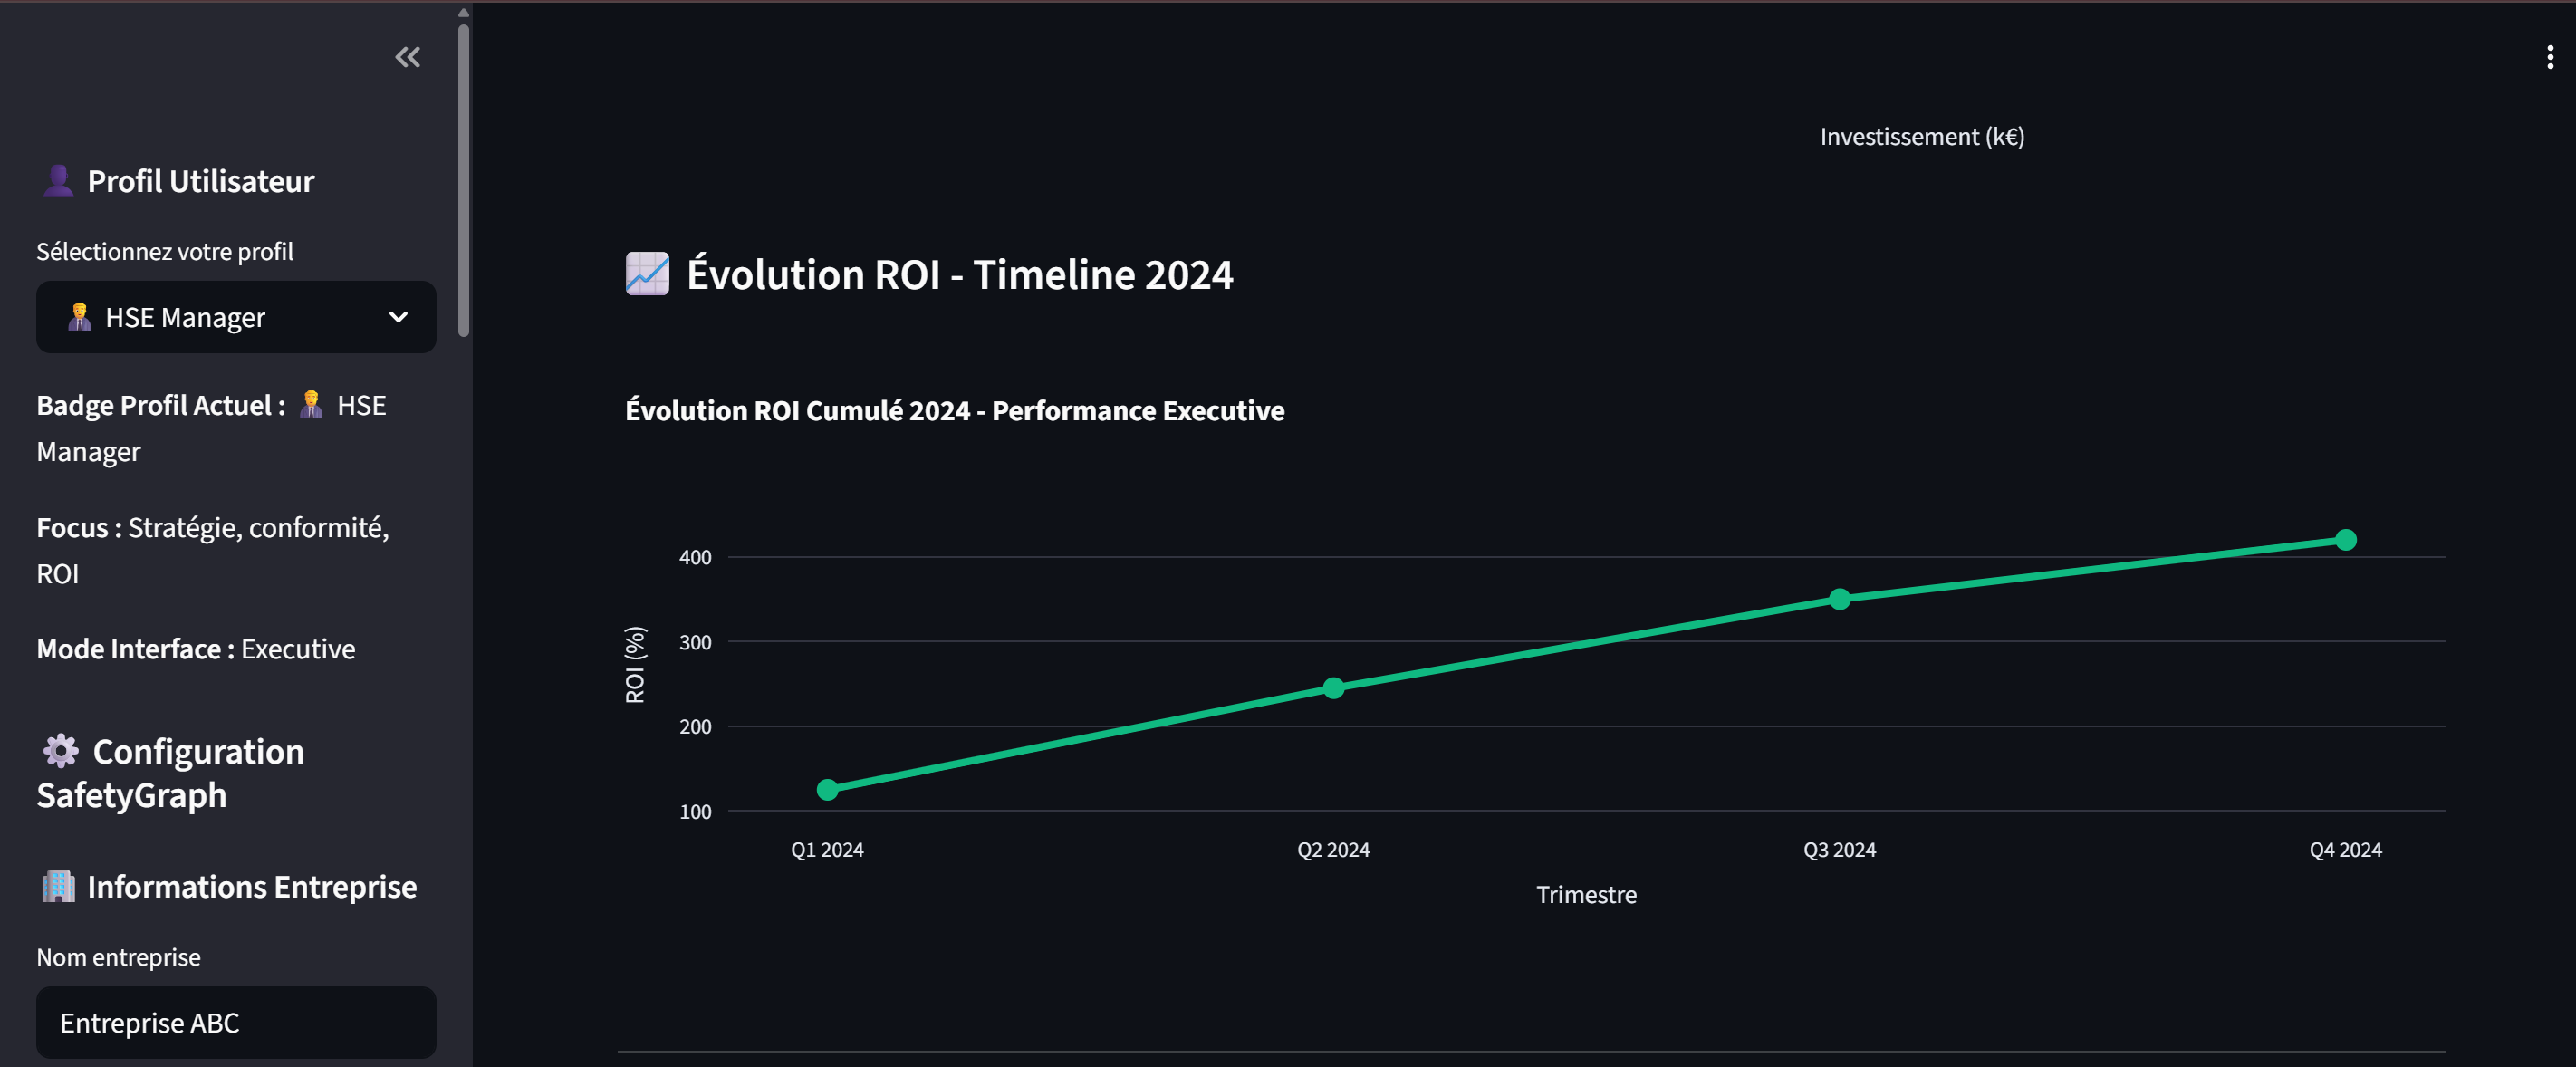 Profil Utilisateur
Sélectionnez votre profil
HSE Manager
Badge Profil Actuel : HSE
Manager
Focus : Stratégie, conformité,
ROI
Mode Interface : Executive
Configuration
SafetyGraph
Informations Entreprise
Nom entreprise
Entreprise ABC
Investissement (k€)
Évolution ROI - Timeline 2024
Évolution ROI Cumulé 2024 - Performance Executive
ROI (%)
400
300
200
100
Q1 2024
Q2 2024
Q3 2024
Q4 2024
Trimestre